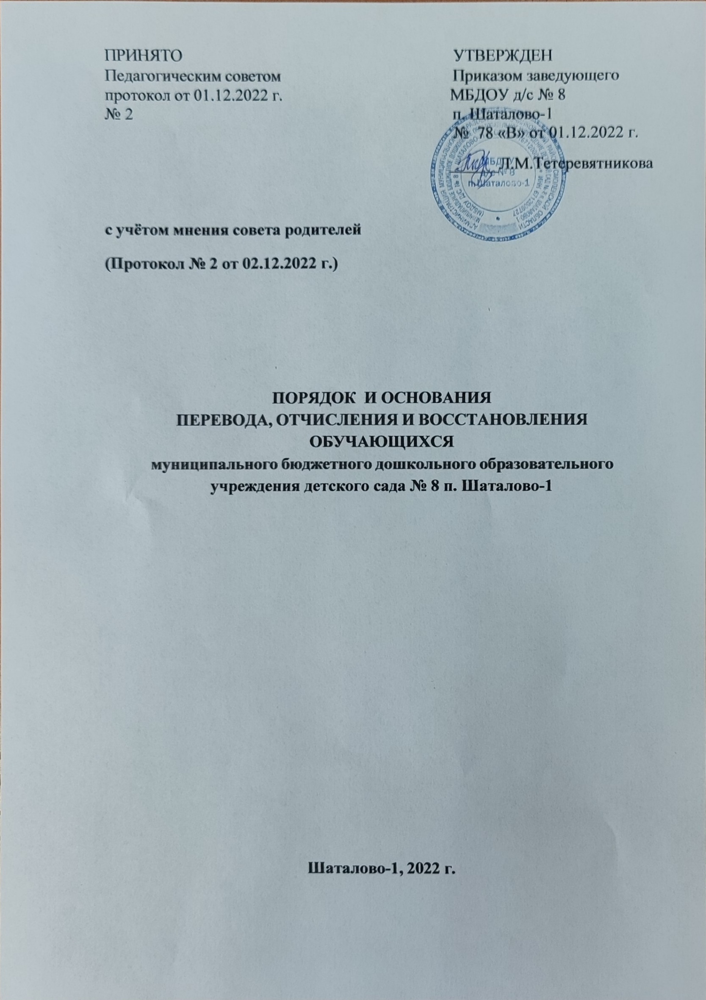 ПРИНЯТО
Педагогическим советом
протокол от 01.12.2022 г.
№ 2
УТВЕРЖДЕН
Приказом заведующего
МБДОУ д/с № 8
п. Шаталово-1
№ 78 «В» от 01.12.2022 г.
Л.М.Тетеревятникова
МБДОУ
д/с № 8
п.Шаталово-1
с учётом мнения совета родителей
(Протокол № 2 от 02.12.2022 г.)
ПОРЯДОК И ОСНОВАНИЯ
ПЕРЕВОДА, ОТЧИСЛЕНИЯ И ВОССТАНОВЛЕНИЯ
ОБУЧАЮЩИХСЯ
муниципального бюджетного дошкольного образовательного
учреждения детского сада № 8 п. Шаталово-1
Шаталово-1, 2022 г.